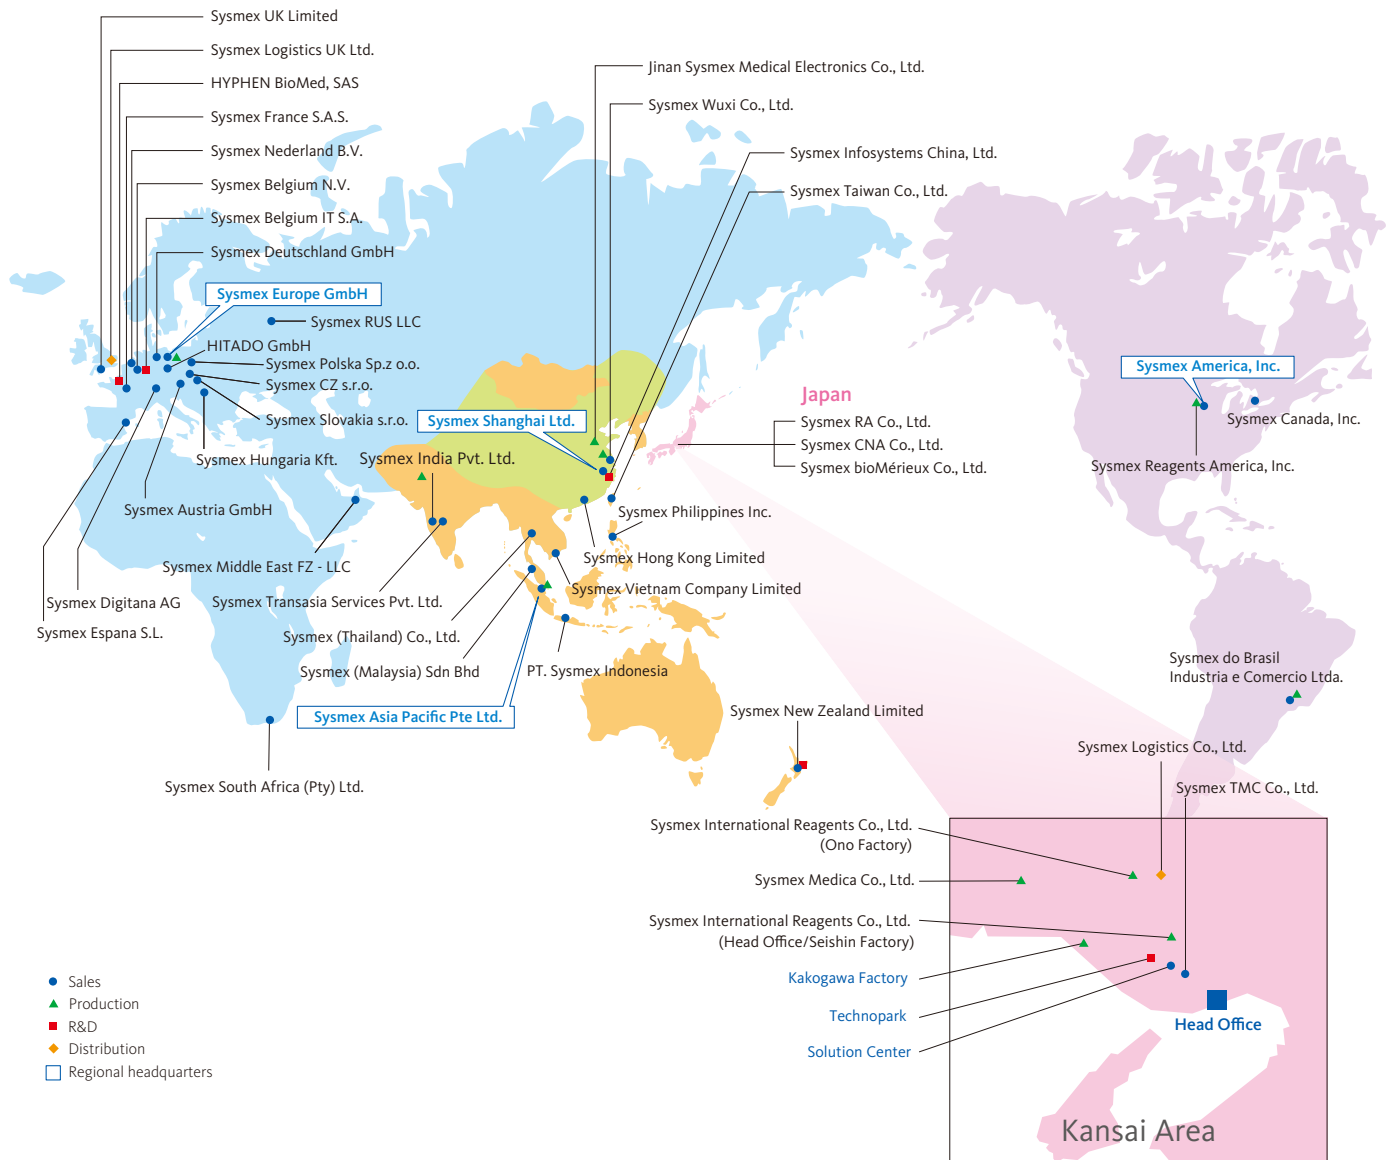 Sysmex UK Limited
Sysmex Logistics UK Ltd.
HYPHEN BioMed, SAS
Sysmex France S.A.S.
Sysmex Nederland B.V.
Sysmex Belgium N.V.
Sysmex Belgium IT S.A.
Sysmex Deutschland GmbH
Sysmex Europe GmbH
Sysmex RUS LLC
HITADO GmbH
Sysmex Polska Sp.z o.o.
Sysmex CZ s.r.o.
Sysmex Slovakia s.r.o.
Sysmex Hungaria Kft.
Sysmex Austria GmbH
Sysmex Middle East FZ - LLC
Sysmex Digitana AG
Sysmex Espana S.L.
Sysmex South Africa (Pty) Ltd.
Jinan Sysmex Medical Electronics Co., Ltd.
Sysmex Wuxi Co., Ltd.
Sysmex Infosystems China, Ltd.
Sysmex Taiwan Co., Ltd.
Sysmex Shanghai Ltd.
Sysmex India Pvt. Ltd.
Sysmex Philippines Inc.
Sysmex Hong Kong Limited
Sysmex Vietnam Company Limited
Sysmex Transasia Services Pvt. Ltd.
Sysmex (Thailand) Co., Ltd.
Sysmex (Malaysia) Sdn Bhd
PT. Sysmex Indonesia
Sysmex Asia Pacific Pte Ltd.
Sysmex New Zealand Limited
Japan
Sysmex RA Co., Ltd.
Sysmex CNA Co., Ltd.
Sysmex bioMérieux Co., Ltd.
Sysmex America, Inc.
Sysmex Canada, Inc.
Sysmex Reagents America, Inc.
Sysmex do Brasil
Industria e Comercio Ltda.
Sysmex Logistics Co., Ltd.
Sysmex TMC Co., Ltd.
Sysmex International Reagents Co., Ltd.
(Ono Factory)
Sysmex Medica Co., Ltd.
Sysmex International Reagents Co., Ltd.
(Head Office/Seishin Factory)
Kakogawa Factory
Technopark
Solution Center
Head Office
Kansai Area
Sales
Production
R&D
Distribution
Regional headquarters